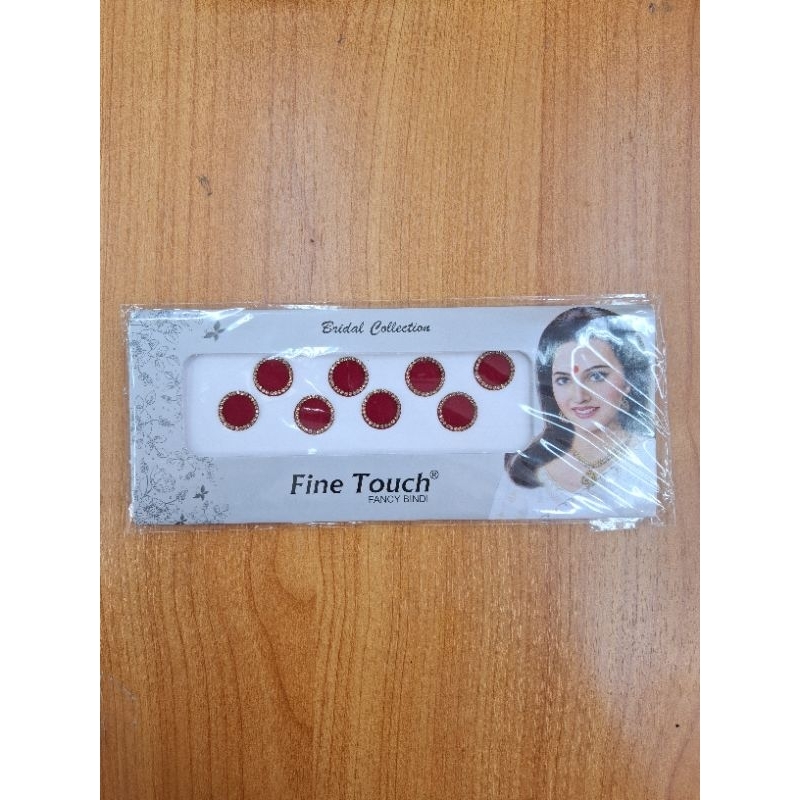 Bridal Collection
Fine Touch®
FANCY BINDI